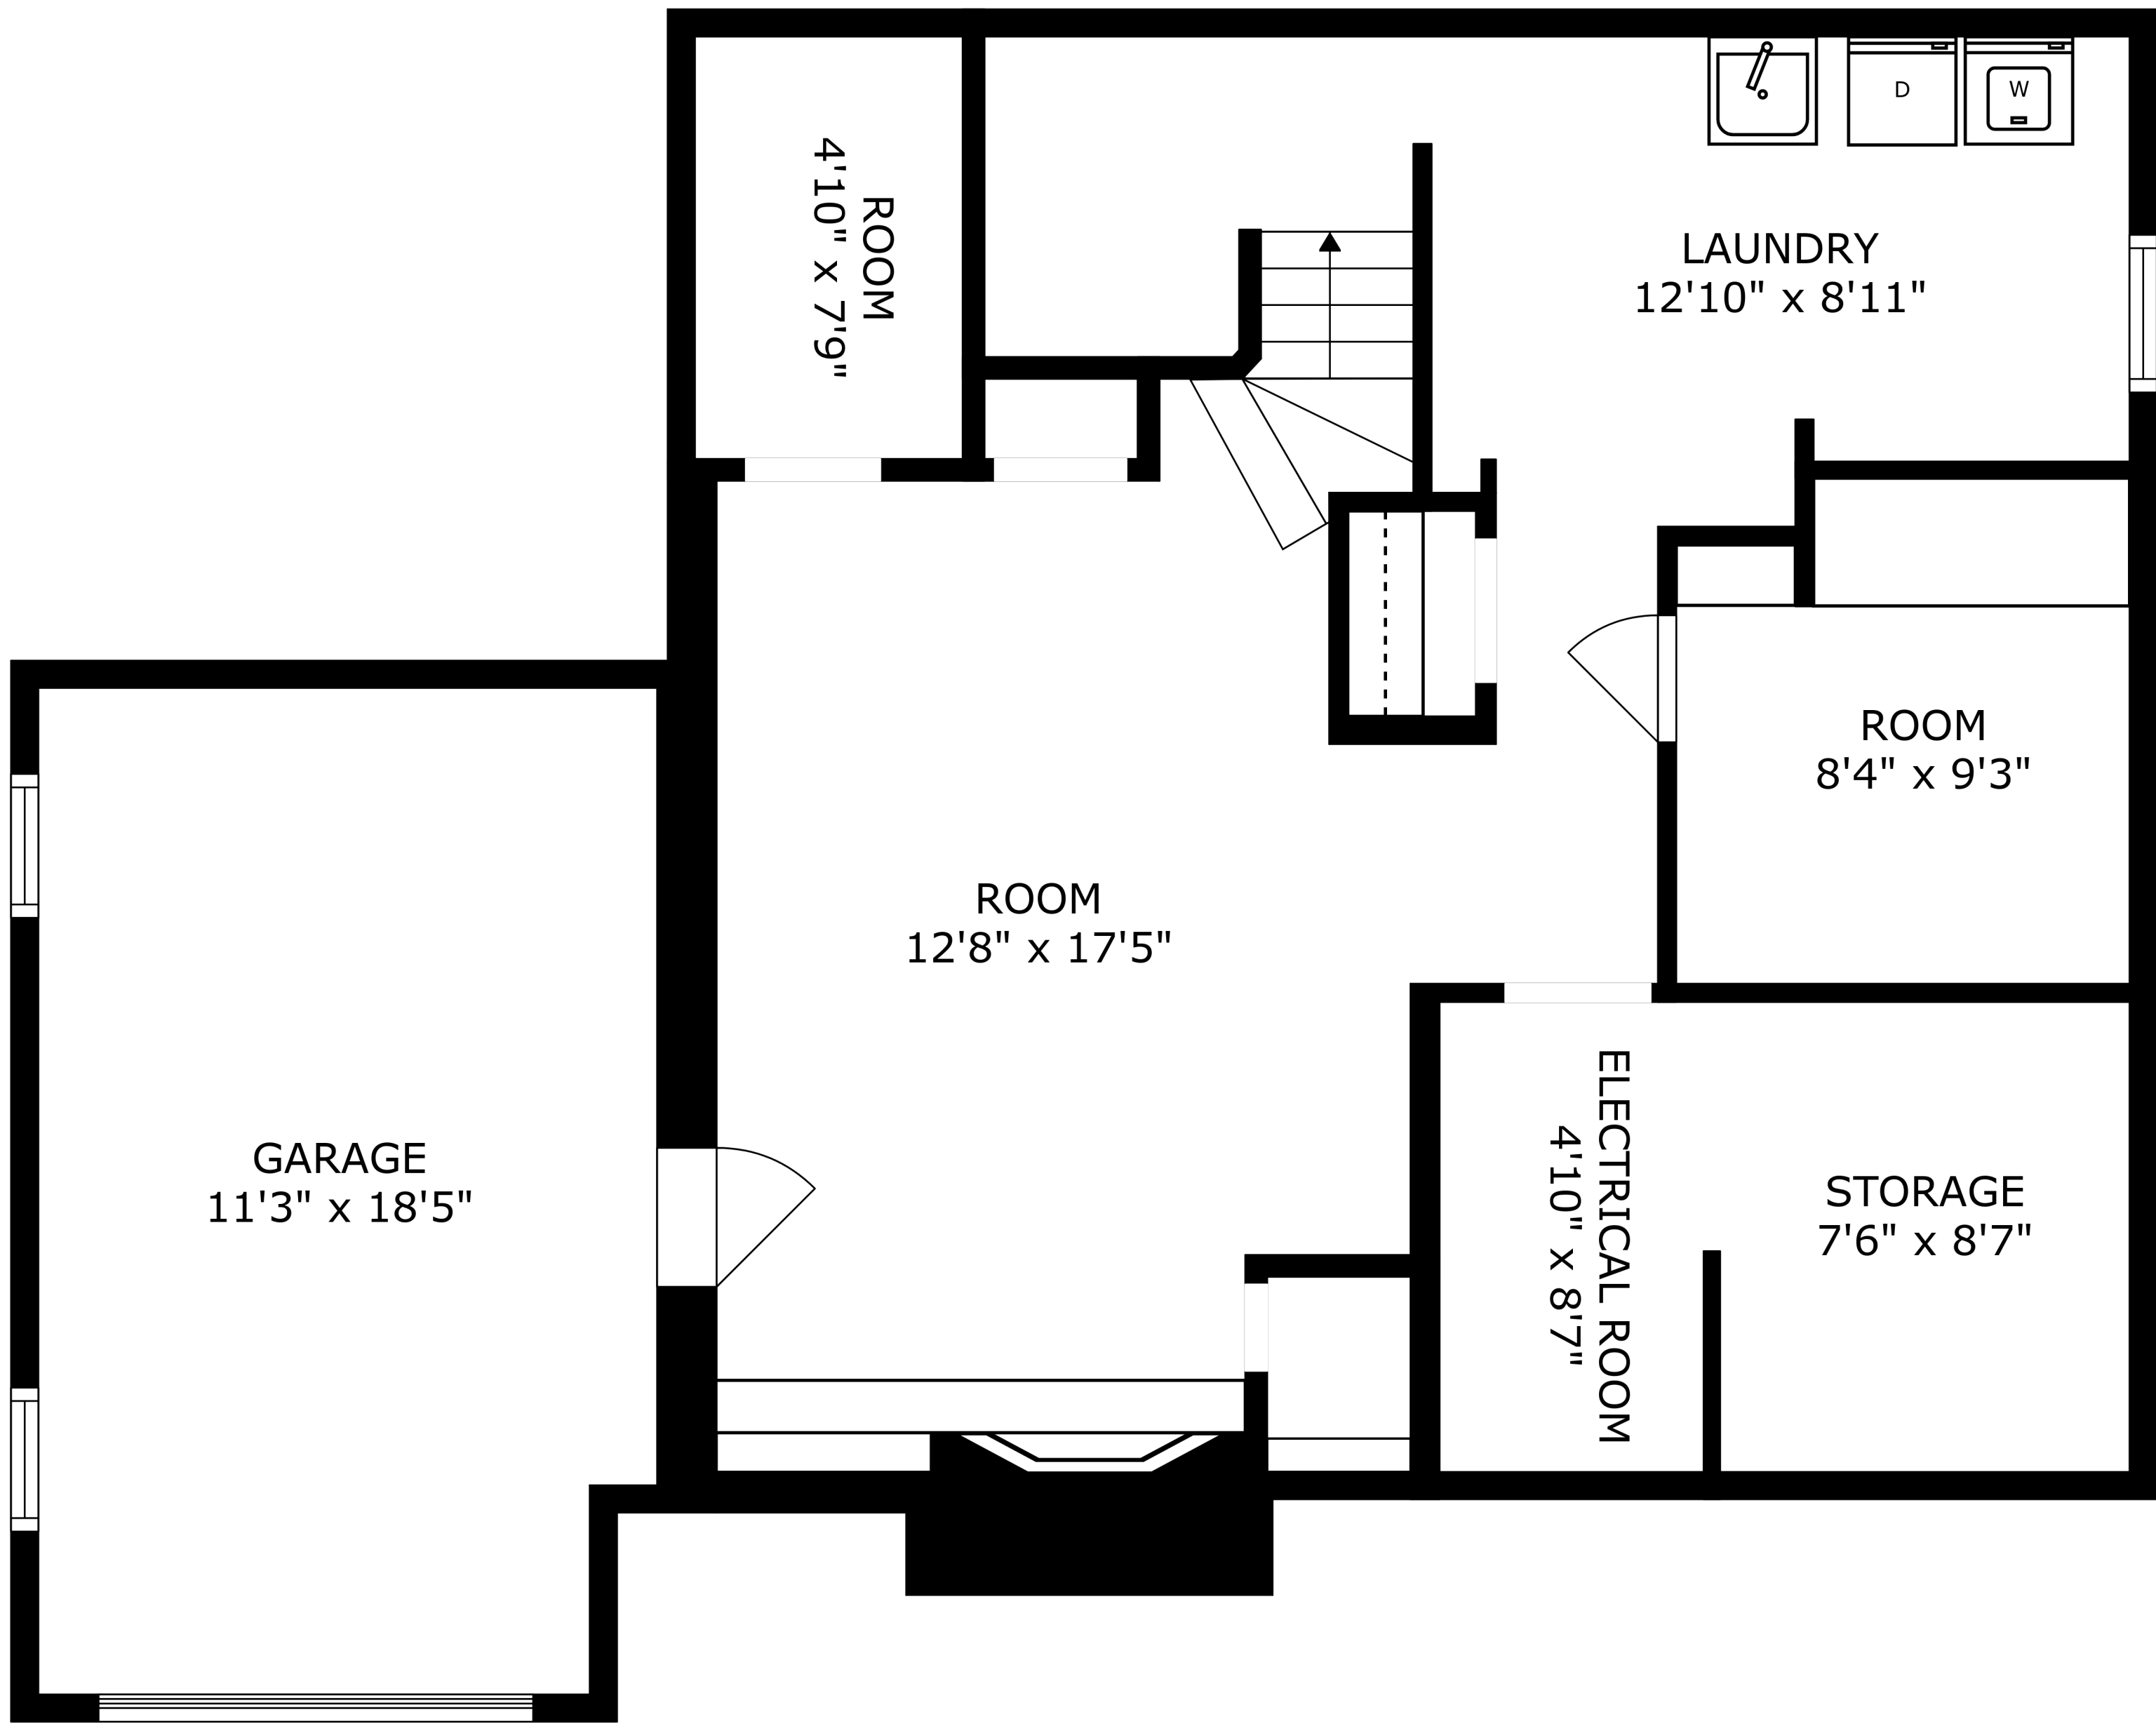 D
W
ROOM
4'10" x 7'9"
LAUNDRY
12'10" x 8'11"
ROOM
8'4" x 9'3"
ROOM
12'8" x 17'5"
GARAGE
11'3" x 18'5"
ELECTRICAL ROOM
4'10" x 8'7"
STORAGE
7'6" x 8'7"